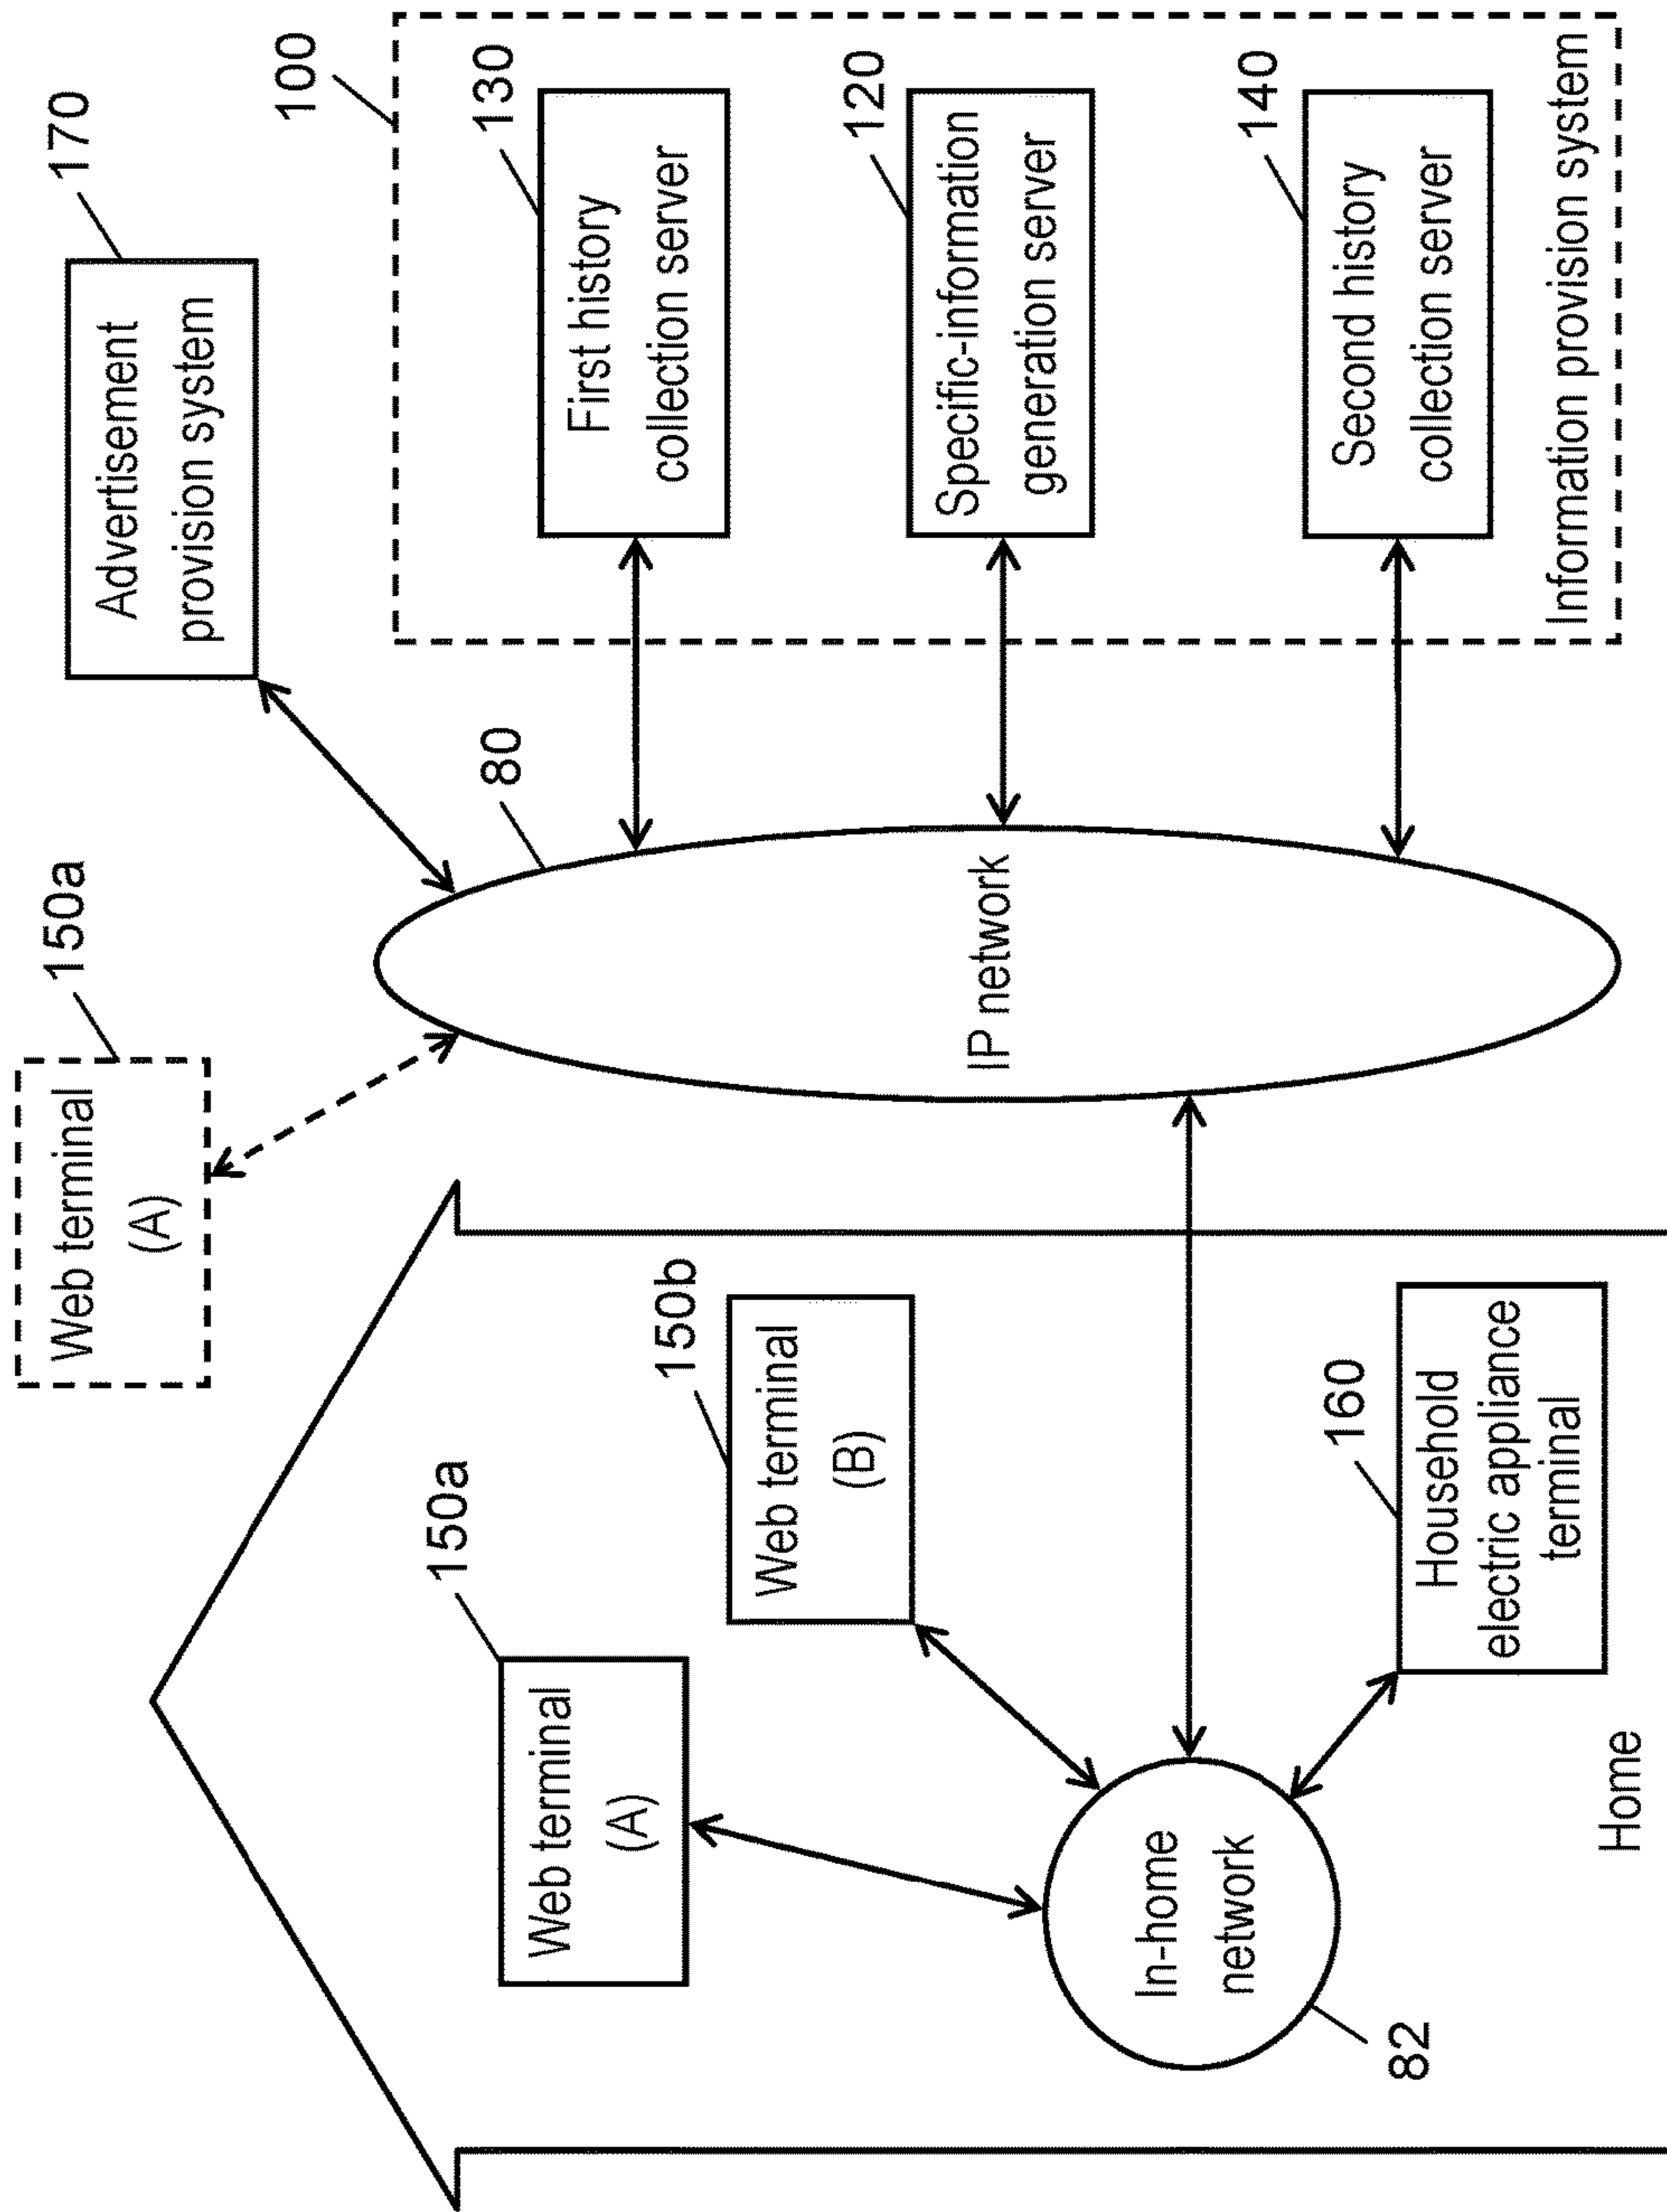 170
Advertisement
provision system
100
130
First history
collection server
120
Specific-information
generation server
140
Second history
collection server
Information provision system
80
IP network
150a
Web terminal
(A)
150a
Web terminal
(A)
150b
Web terminal
(B)
160
Household
electric appliance
terminal
In-home
network
82
Home